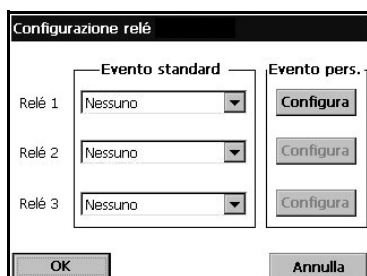 Configurazione relé
Evento standard Evento pers.
Relé 1 Nessuno Configura
Relé 2 Nessuno Configura
Relé 3 Nessuno Configura
OK Annulla